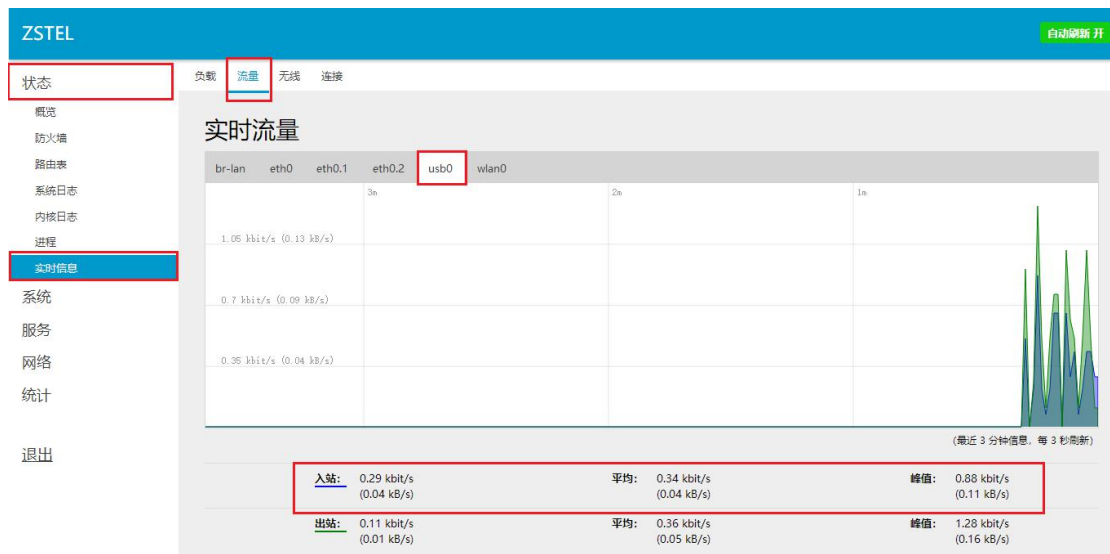 ZSTEL
自动刷新 开
状态
负载 流量 无线 连接
概览
防火墙
路由表
系统日志
内核日志
进程
实时信息
系统
服务
网络
统计
退出
实时流量
br-lan eth0 eth0.1 eth0.2 usb0 wlan0
3m 2m 1m
1.05 kbit/s (0.13 kB/s)
0.7 kbit/s (0.09 kB/s)
0.35 kbit/s (0.04 kB/s)
(最近 3 分钟信息，每 3 秒刷新)
入站: 0.29 kbit/s 平均: 0.34 kbit/s 峰值: 0.88 kbit/s
(0.04 kB/s) (0.04 kB/s) (0.11 kB/s)
出站: 0.11 kbit/s 平均: 0.36 kbit/s 峰值: 1.28 kbit/s
(0.01 kB/s) (0.05 kB/s) (0.16 kB/s)